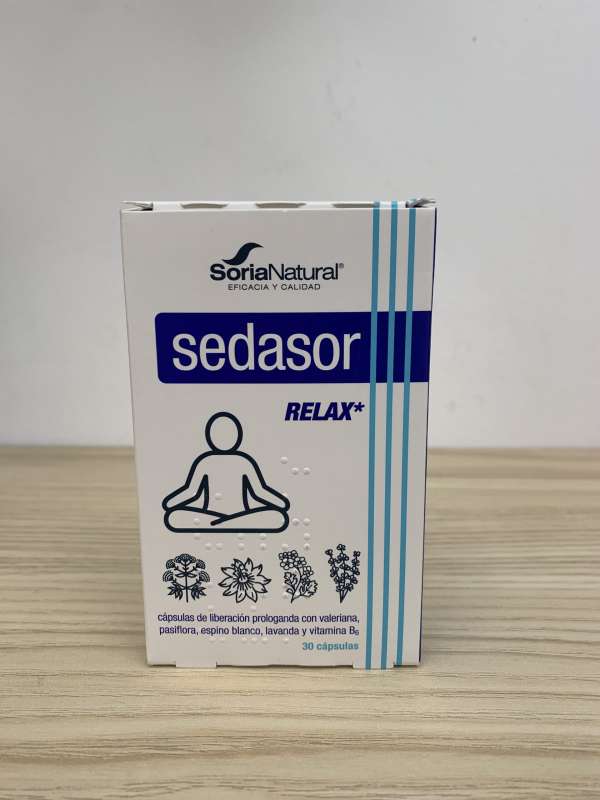 SoriaNatural®
EFICACIA Y CALIDAD
sedasor
RELAX*
cápsulas de liberación prologanda con valeriana,
pasiflora, espino blanco, lavanda y vitamina B₆
30 cápsulas